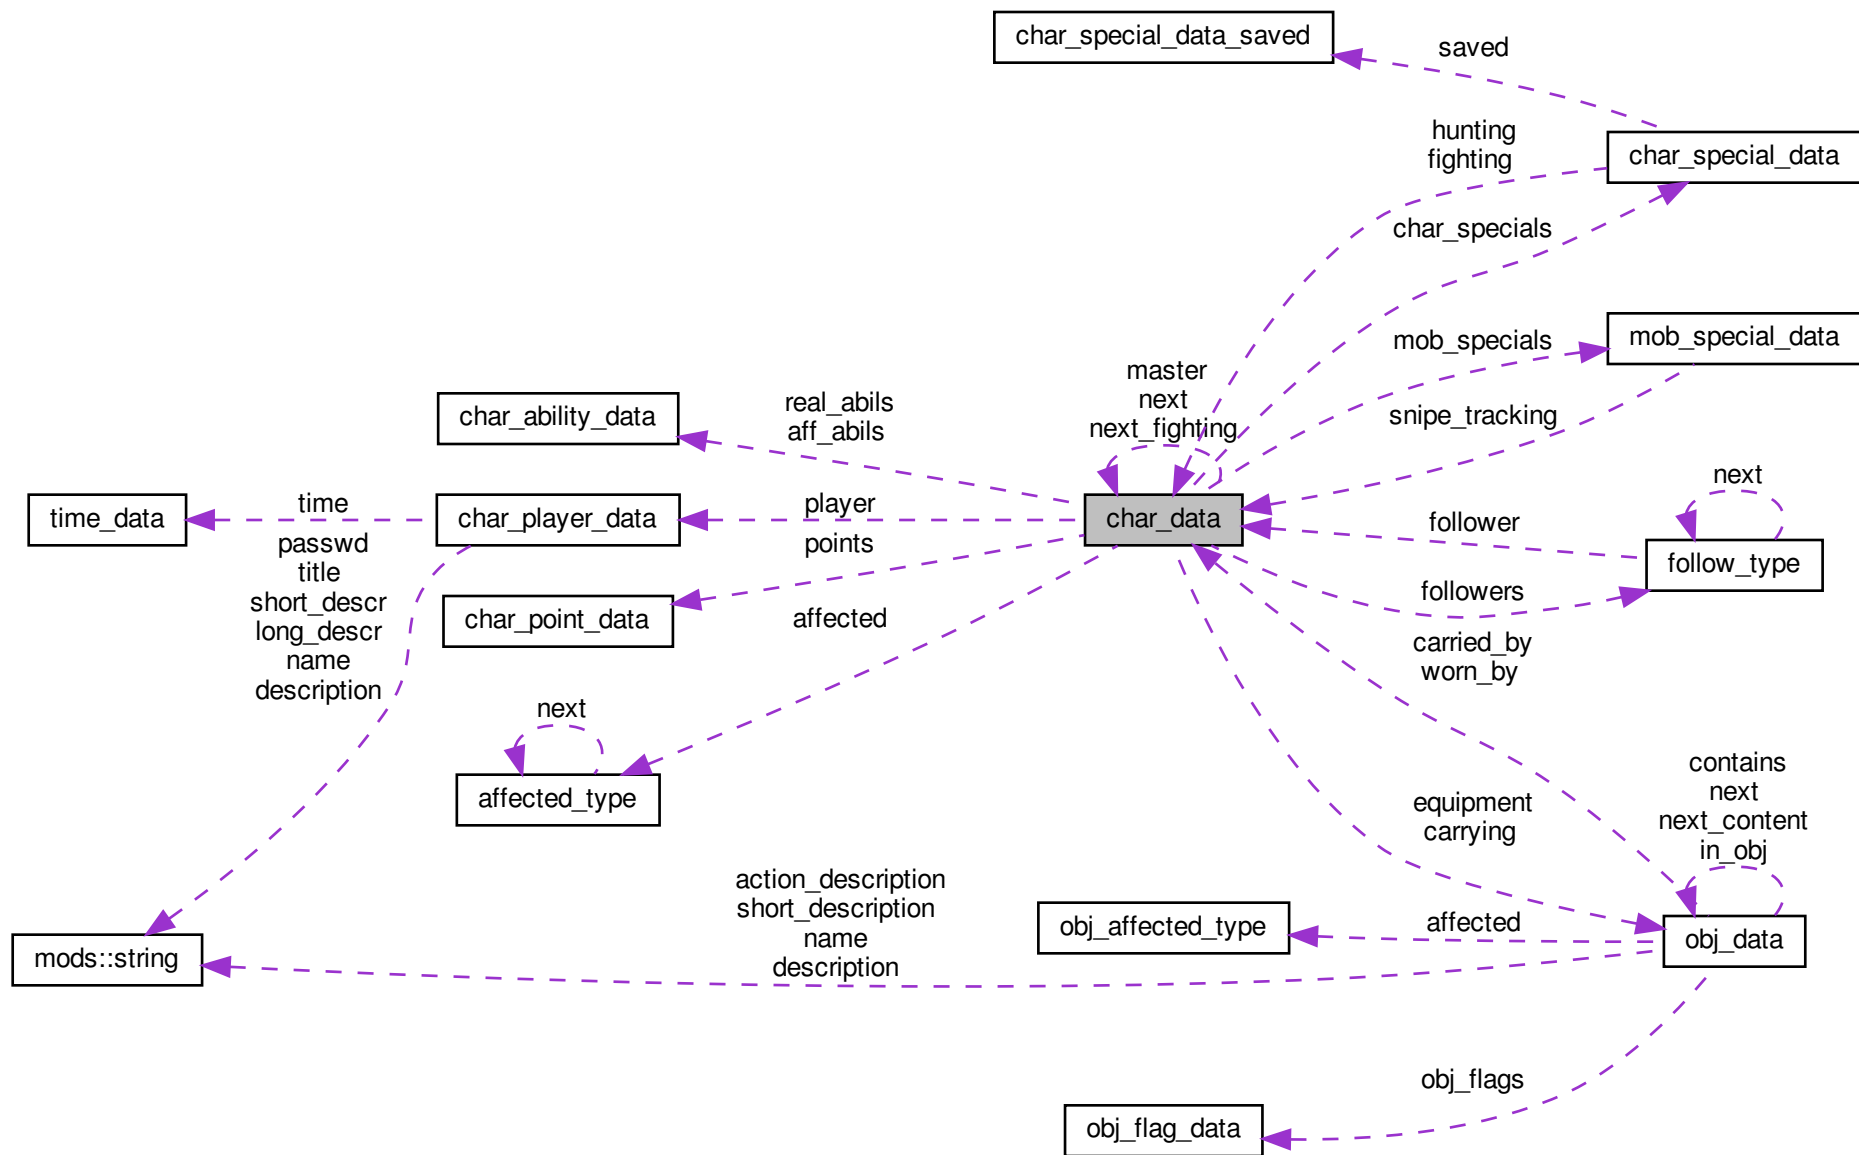 char_special_data_saved
saved
hunting
fighting
char_special_data
char_specials
mob_specials
mob_special_data
master
next
next_fighting
real_abils
aff_abils
char_ability_data
snipe_tracking
next
time_data
time
char_player_data
player
char_data
follower
follow_type
passwd
title
short_descr
long_descr
name
description
points
char_point_data
affected
followers
carried_by
worn_by
next
affected_type
equipment
carrying
contains
next
next_content
in_obj
action_description
short_description
name
description
obj_affected_type
affected
obj_data
mods::string
obj_flags
obj_flag_data